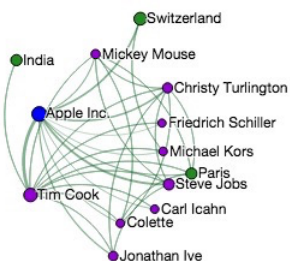 Switzerland
Mickey Mouse
India
Christy Turlington
Apple Inc.
Friedrich Schiller
Michael Kors
Paris
Steve Jobs
Tim Cook
Carl Icahn
Colette
Jonathan Ive